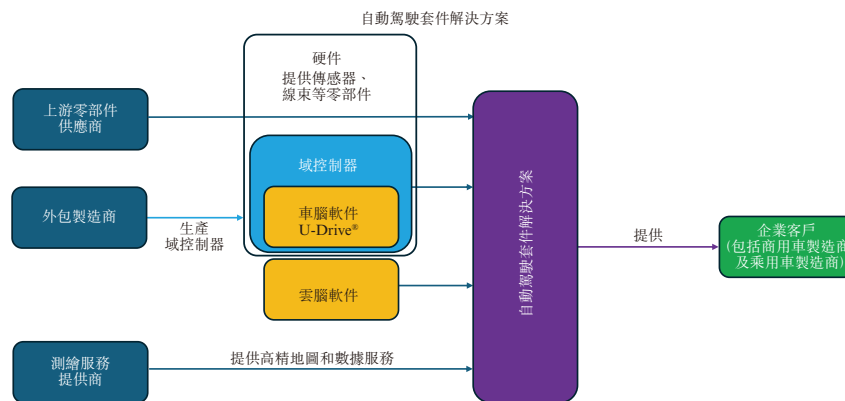 自動駕駛套件解決方案
硬件
提供傳感器、
線束等零部件
上游零部件
供應商
域控制器
外包製造商
生產
域控制器
車腦軟件
U-Drive®
雲腦軟件
測繪服務
提供商
提供高精地圖和數據服務
自動駕駛套件解決方案
提供
企業客戶
(包括商用車製造商
及乘用車製造商)